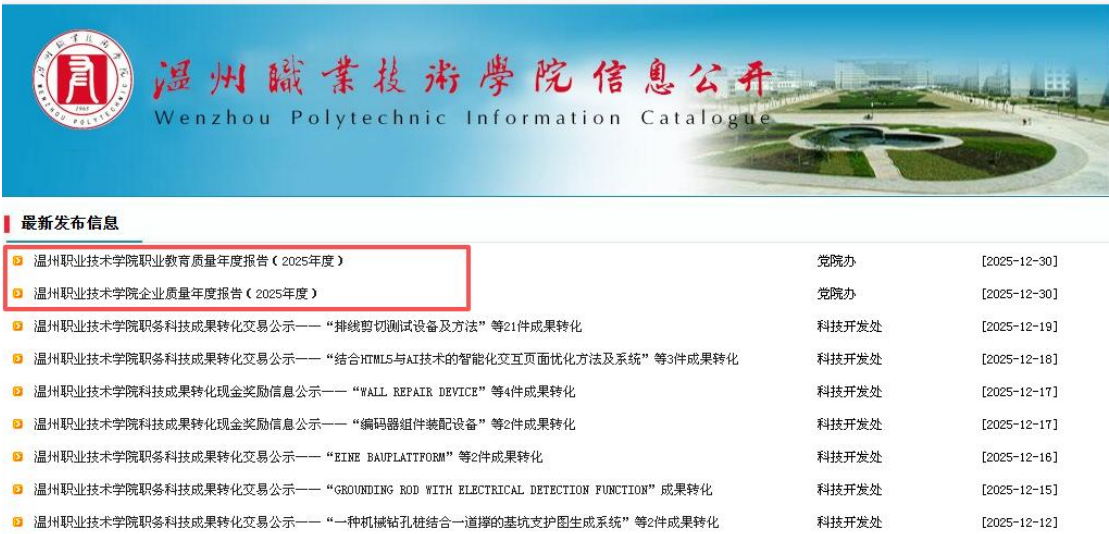 温州職業技術學院信息公开
Wenzhou Polytechnic Information Catalogue
1965
WENZHOU POLYTECHNIC
最新发布信息
温州职业技术学院职业教育质量年度报告(2025年度) 党院办 [2025-12-30]
温州职业技术学院企业质量年度报告(2025年度) 党院办 [2025-12-30]
温州职业技术学院职务科技成果转化交易公示——“排线剪切测试设备及方法”等21件成果转化 科技开发处 [2025-12-19]
温州职业技术学院职务科技成果转化交易公示——“结合HTML5与AI技术的智能化交互页面优化方法及系统”等3件成果转化 科技开发处 [2025-12-18]
温州职业技术学院科技成果转化现金奖励信息公示——“WALL REPAIR DEVICE”等4件成果转化 科技开发处 [2025-12-17]
温州职业技术学院科技成果转化现金奖励信息公示——“编码器组件装配设备”等2件成果转化 科技开发处 [2025-12-17]
温州职业技术学院职务科技成果转化交易公示——“EINE BAUPLATTFORM”等2件成果转化 科技开发处 [2025-12-16]
温州职业技术学院职务科技成果转化交易公示——“GROUNDING ROD WITH ELECTRICAL DETECTION FUNCTION”成果转化 科技开发处 [2025-12-15]
温州职业技术学院职务科技成果转化交易公示——“一种机械钻孔桩结合一道撑的基坑支护图生成系统”等2件成果转化 科技开发处 [2025-12-12]